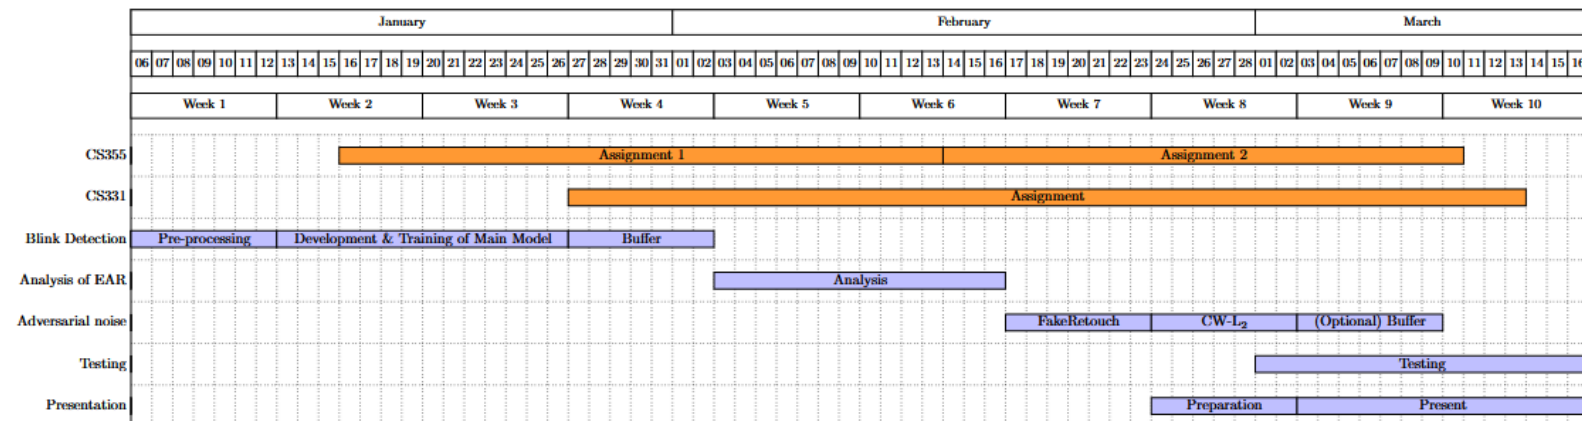 January February March
06 07 08 09 10 11 12 13 14 15 16 17 18 19 20 21 22 23 24 25 26 27 28 29 30 31 01 02 03 04 05 06 07 08 09 10 11 12 13 14 15 16 17 18 19 20 21 22 23 24 25 26 27 28 01 02 03 04 05 06 07 08 09 10 11 12 13 14 15 16
Week 1 Week 2 Week 3 Week 4 Week 5 Week 6 Week 7 Week 8 Week 9 Week 10
CS355 Assignment 1 Assignment 2
CS331 Assignment
Blink Detection Pre-processing Development & Training of Main Model Buffer
Analysis of EAR Analysis
Adversarial noise FakeRetouch CW-L₂ (Optional) Buffer
Testing Testing
Presentation Preparation Present